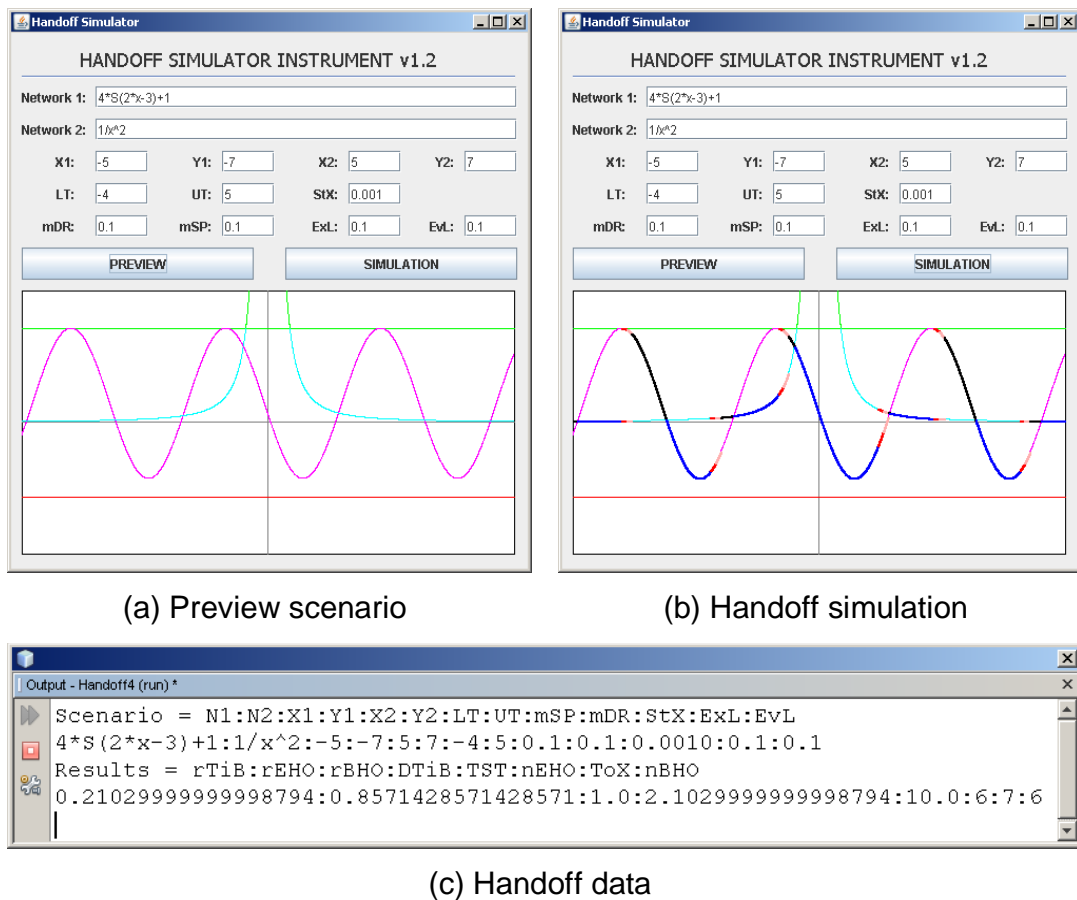 Handoff Simulator
HANDOFF SIMULATOR INSTRUMENT v1.2
Network 1: 4*S(2*x-3)+1
Network 2: 1/x^2
X1: -5 Y1: -7 X2: 5 Y2: 7
LT: -4 UT: 5 StX: 0.001
mDR: 0.1 mSP: 0.1 ExL: 0.1 EvL: 0.1
PREVIEW SIMULATION
(a) Preview scenario
Handoff Simulator
HANDOFF SIMULATOR INSTRUMENT v1.2
Network 1: 4*S(2*x-3)+1
Network 2: 1/x^2
X1: -5 Y1: -7 X2: 5 Y2: 7
LT: -4 UT: 5 StX: 0.001
mDR: 0.1 mSP: 0.1 ExL: 0.1 EvL: 0.1
PREVIEW SIMULATION
(b) Handoff simulation
Output - Handoff4 (run) *
Scenario = N1:N2:X1:Y1:X2:Y2:LT:UT:mSP:mDR:StX:ExL:EvL
4*S(2*x-3)+1:1/x^2:-5:-7:5:7:-4:5:0.1:0.1:0.0010:0.1:0.1
Results = rTiB:rEHO:rBHO:DTiB:TST:nEHO:ToX:nBHO
0.21029999999998794:0.8571428571428571:1.0:2.1029999999998794:10.0:6:7:6
(c) Handoff data